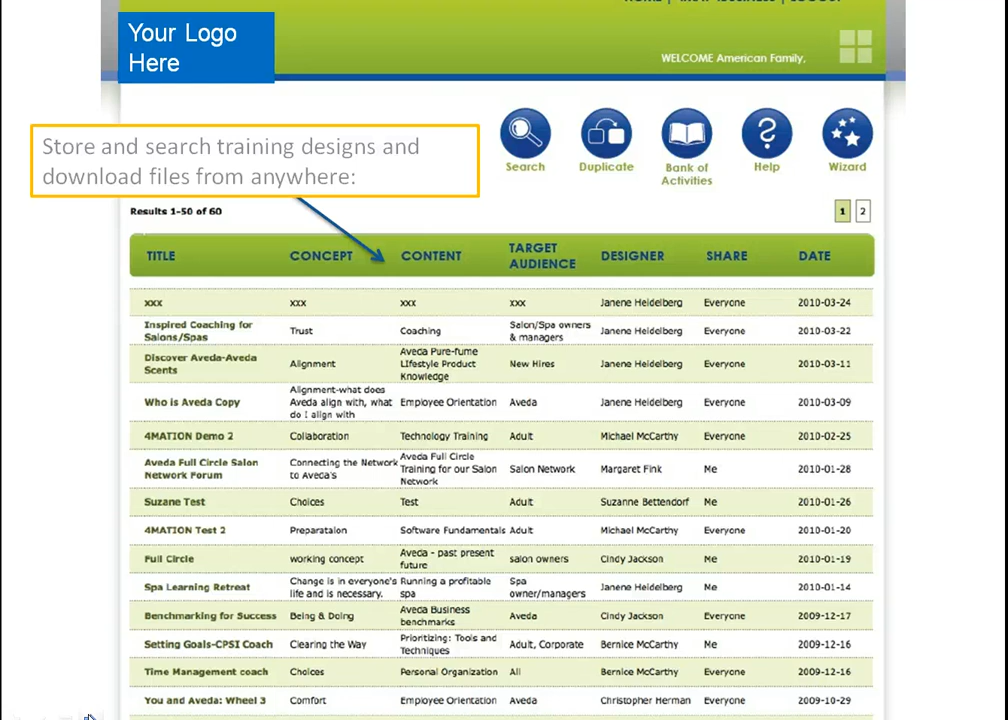 Your Logo
Here
WELCOME American Family,
Store and search training designs and
download files from anywhere:
Search
Duplicate
Bank of
Activities
Help
Wizard
Results 1-50 of 60
1 2
TITLE CONCEPT CONTENT TARGET AUDIENCE DESIGNER SHARE DATE
xxx xxx xxx xxx Janene Heidelberg Everyone 2010-03-24
Inspired Coaching for Salons/Spas Trust Coaching Salon/Spa owners & managers Janene Heidelberg Everyone 2010-03-22
Discover Aveda-Aveda Scents Alignment Aveda Pure-fume LIfestyle Product Knowledge New Hires Janene Heidelberg Everyone 2010-03-11
Who is Aveda Copy Alignment-what does Aveda align with, what do I align with Employee Orientation Aveda Janene Heidelberg Everyone 2010-03-09
4MATION Demo 2 Collaboration Technology Training Adult Michael McCarthy Everyone 2010-02-25
Aveda Full Circle Salon Network Forum Connecting the Network to Aveda's Aveda Full Circle Training for our Salon Network Salon Network Margaret Fink Me 2010-01-28
Suzane Test Choices Test Adult Suzanne Bettendorf Me 2010-01-26
4MATION Test 2 Preparataion Software Fundamentals Adult Michael McCarthy Everyone 2010-01-20
Full Circle working concept Aveda - past present future salon owners Cindy Jackson Me 2010-01-19
Spa Learning Retreat Change is in everyone's life and is necessary. Running a profitable spa Spa owner/managers Janene Heidelberg Me 2010-01-14
Benchmarking for Success Being & Doing Aveda Business benchmarks Aveda Cindy Jackson Everyone 2009-12-17
Setting Goals-CPSI Coach Clearing the Way Prioritizing: Tools and Techniques Adult, Corporate Bernice McCarthy Me 2009-12-16
Time Management coach Choices Personal Organization All Bernice McCarthy Everyone 2009-12-16
You and Aveda: Wheel 3 Comfort Employee Orientation Aveda Christopher Herman Everyone 2009-10-29